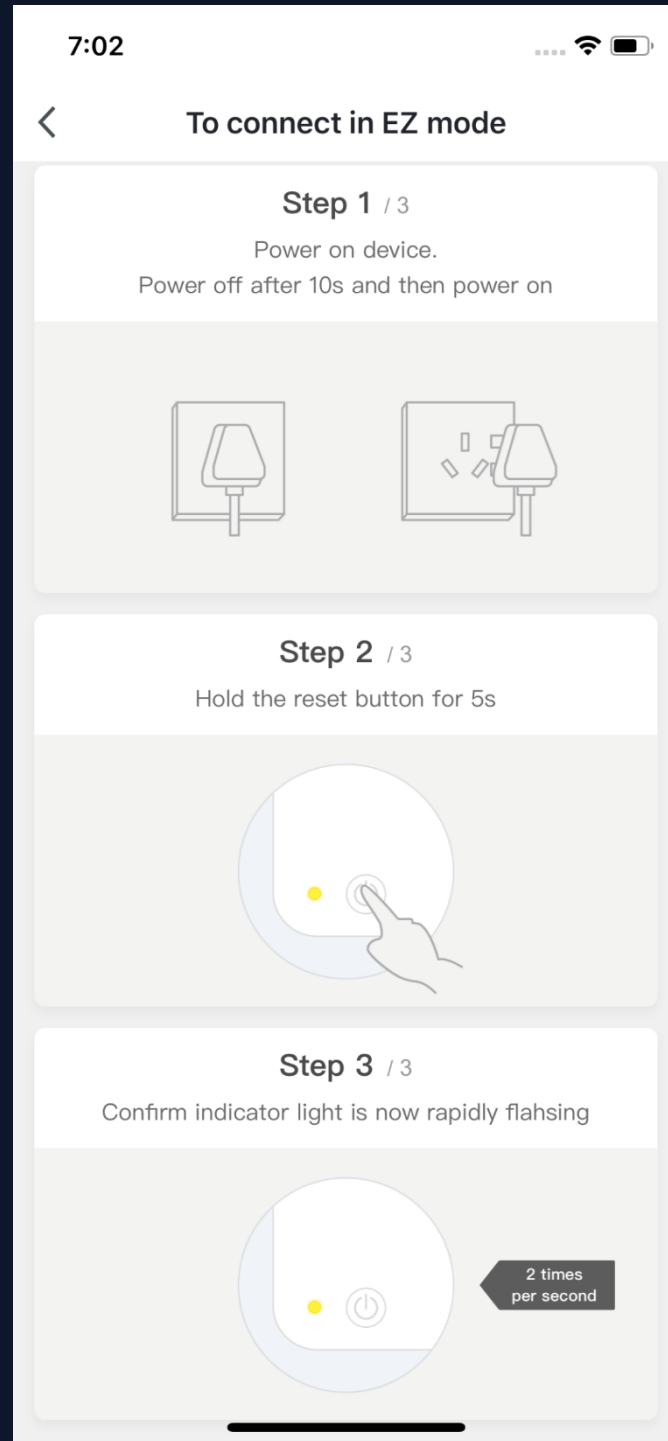 7:02
To connect in EZ mode
Step 1 / 3
Power on device.
Power off after 10s and then power on
Step 2 / 3
Hold the reset button for 5s
Step 3 / 3
Confirm indicator light is now rapidly flahsing
2 times
per second